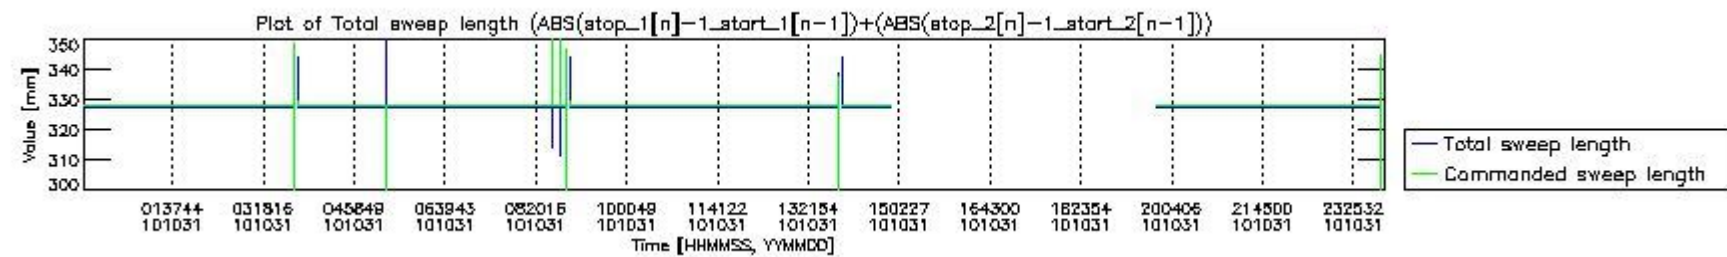 Plot of Total sweep length (ABS(stop_1[n]-1_start_1[n-1])+(ABS(stop_2[n]-1_start_2[n-1]))
350
340
330
320
310
300
Value [mm]
013744 031816 045849 063943 082016 100049 114122 132154 150227 164300 182354 200406 214500 232532
101031 101031 101031 101031 101031 101031 101031 101031 101031 101031 101031 101031 101031 101031
Time [HHMMSS, YYMMDD]
Total sweep length
Commanded sweep length